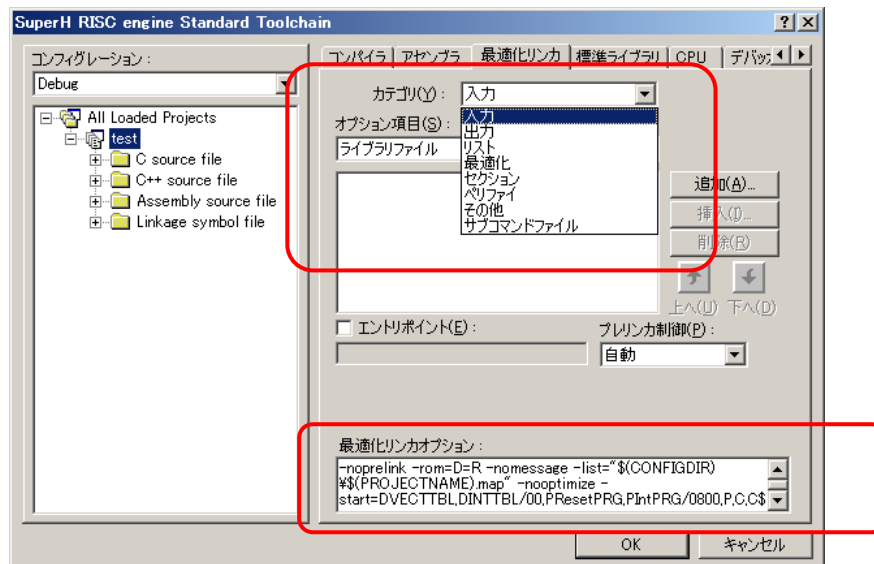 SuperH RISC engine Standard Toolchain
コンフィグレーション：
Debug
All Loaded Projects
test
C source file
C++ source file
Assembly source file
Linkage symbol file
コンパイラ アセンブラ 最適化リンカ 標準ライブラリ CPU デバッ
カテゴリ(Y)： 入力
オプション項目(S)：
ライブラリファイル
入力
出力
リスト
最適化
セクション
ベリファイ
その他
サブコマンドファイル
追加(A)...
挿入(I)...
削除(R)
上へ(U) 下へ(D)
エントリポイント(E)：
プレリンカ制御(P)：
自動
最適化リンカオプション：
-noprelink -rom=D=R -nomessage -list="$(CONFIGDIR)
¥$(PROJECTNAME).map" -nooptimize -
start=DVECTTBL,DINTTBL/00,PResetPRG,PIntPRG/0800,P,C,C$
OK キャンセル